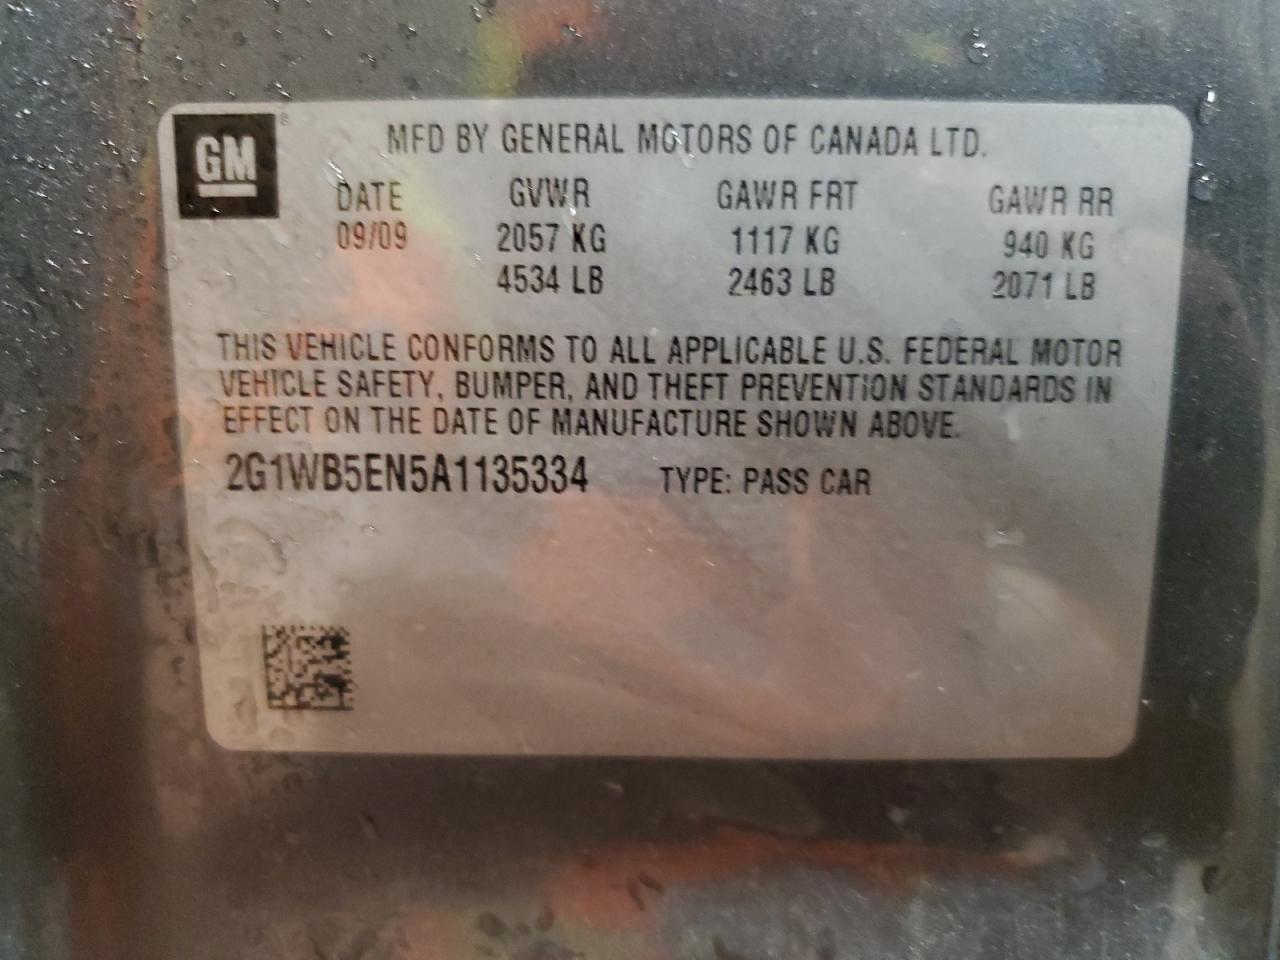 GM
MFD BY GENERAL MOTORS OF CANADA LTD.
DATE GVWR GAWR FRT GAWR RR
09/09 2057 KG 1117 KG 940 KG
4534 LB 2463 LB 2071 LB
THIS VEHICLE CONFORMS TO ALL APPLICABLE U.S. FEDERAL MOTOR
VEHICLE SAFETY, BUMPER, AND THEFT PREVENTION STANDARDS IN
EFFECT ON THE DATE OF MANUFACTURE SHOWN ABOVE.
2G1WB5EN5A1135334 TYPE: PASS CAR